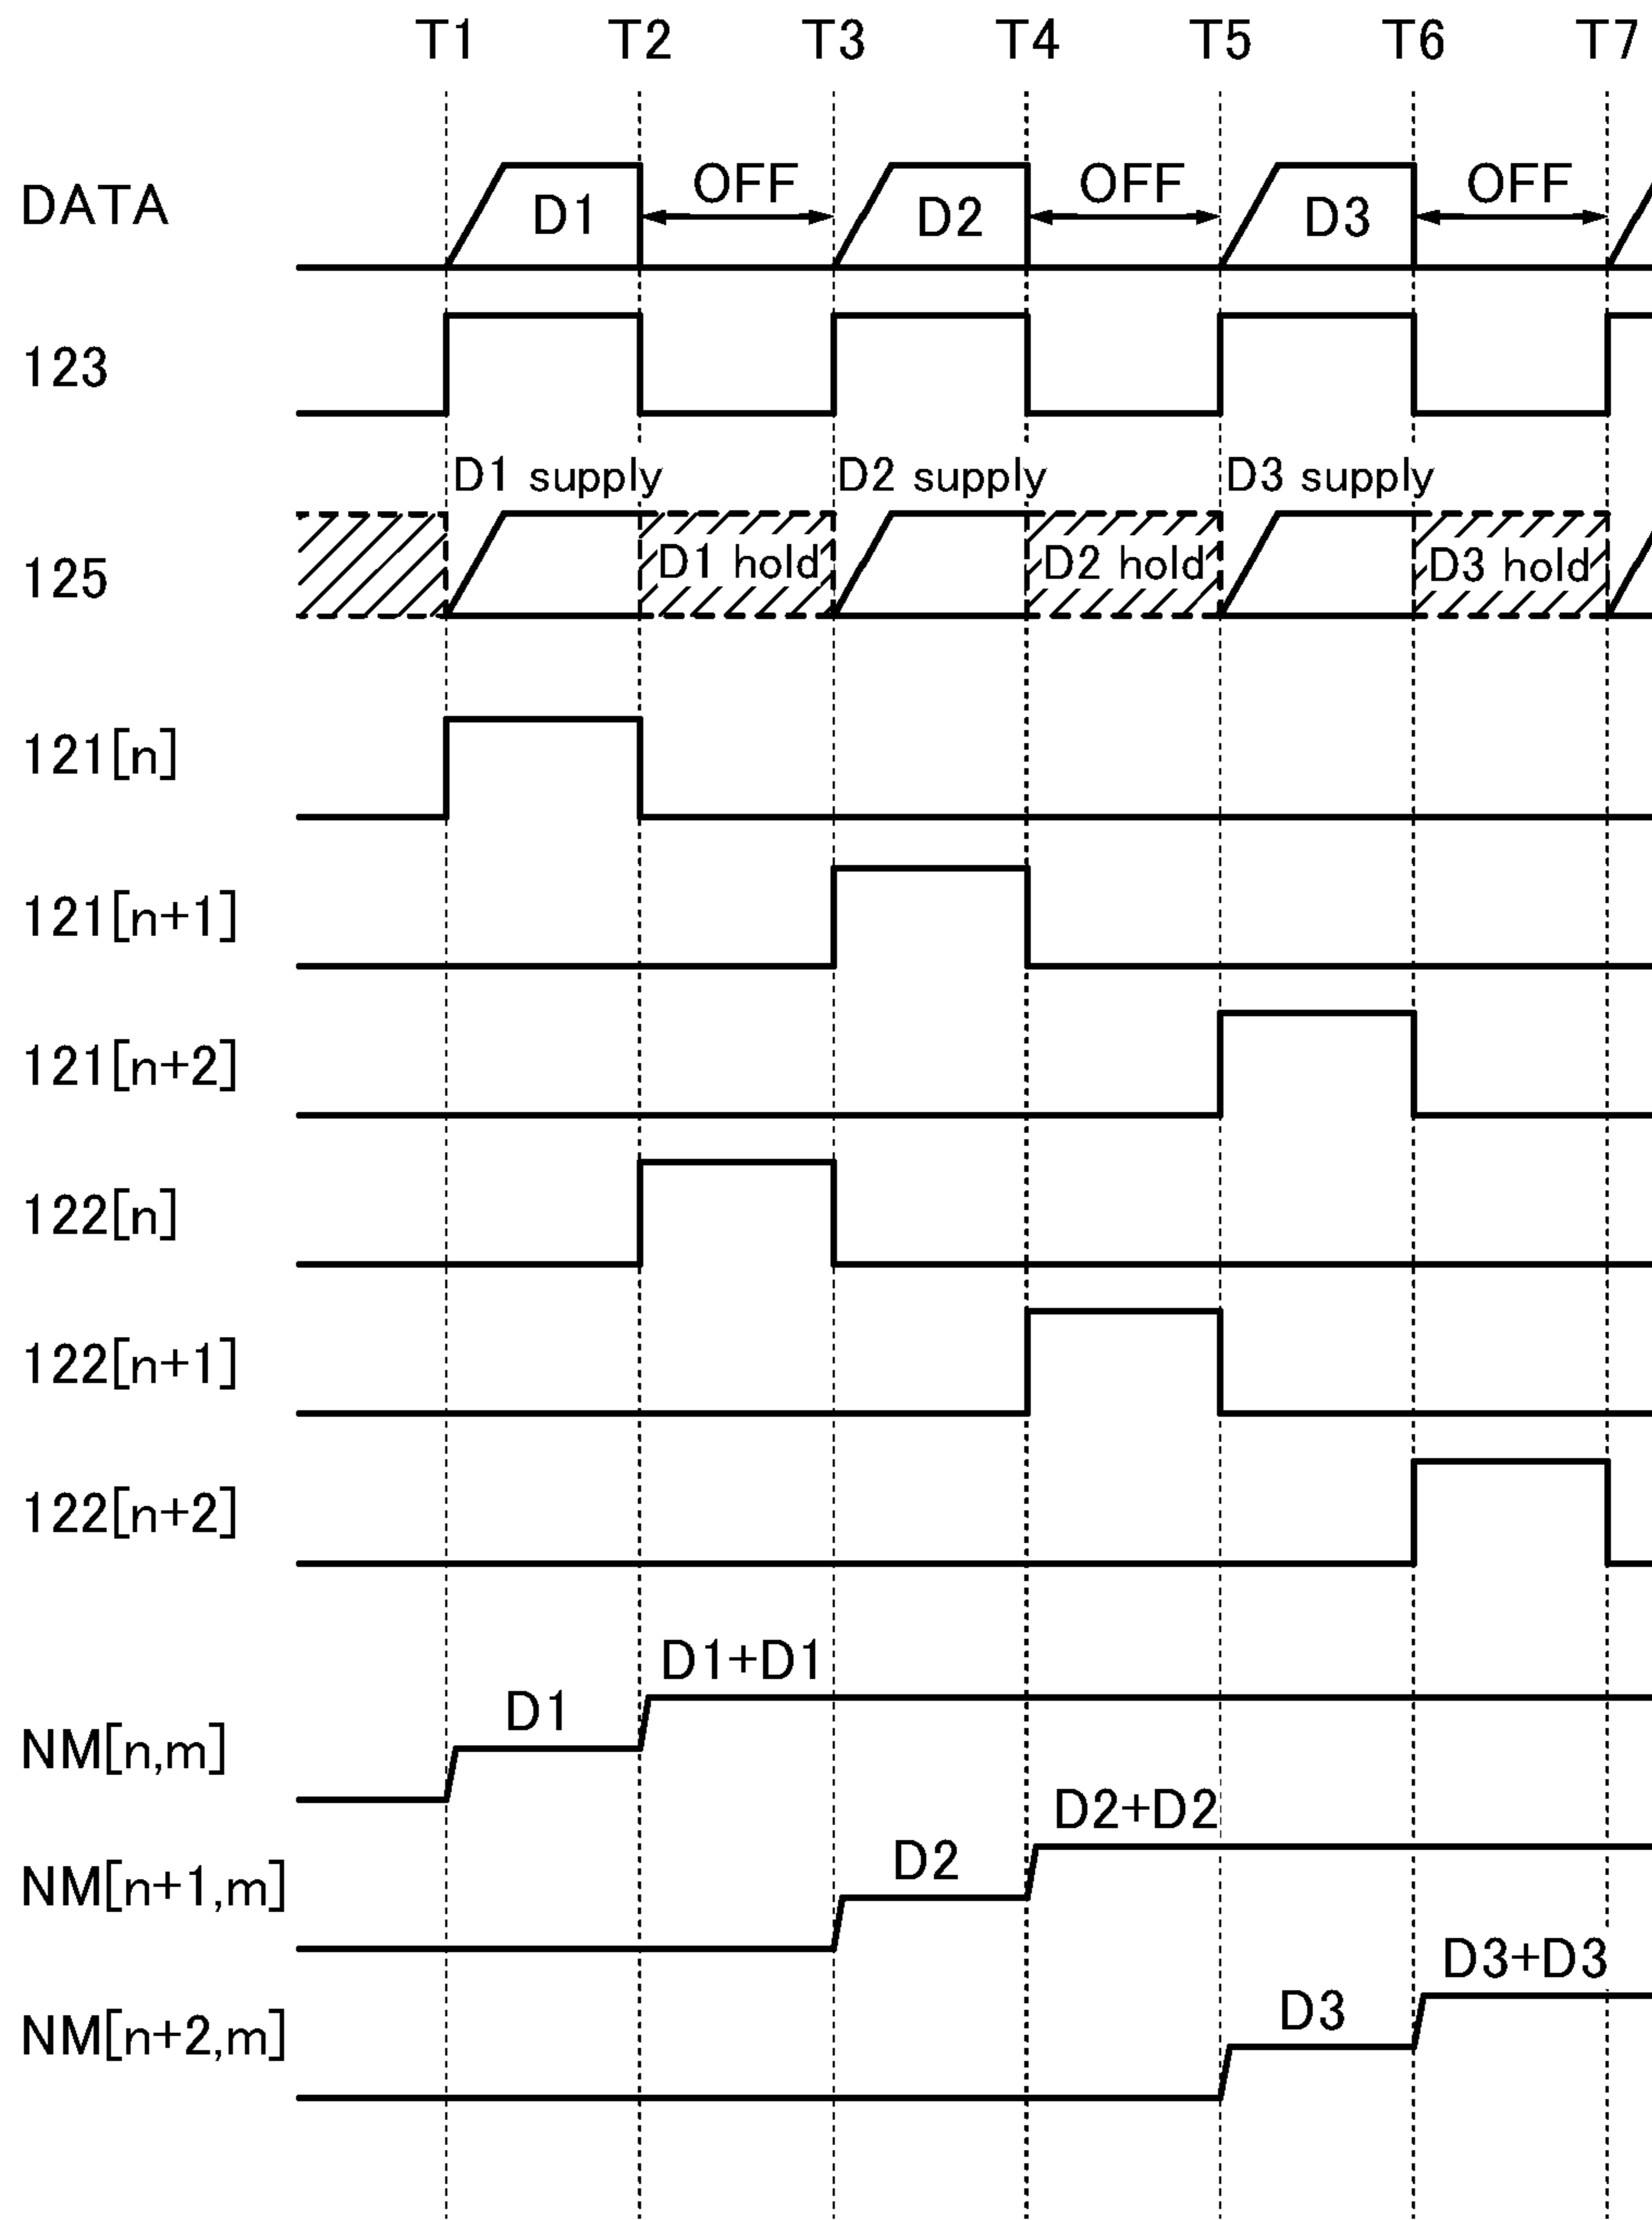 T1 T2 T3 T4 T5 T6 T7
DATA D1 OFF D2 OFF D3 OFF
123
D1 supply D2 supply D3 supply
125 D1 hold D2 hold D3 hold
121[n]
121[n+1]
121[n+2]
122[n]
122[n+1]
122[n+2]
D1+D1
D1
NM[n,m]
D2+D2
D2
NM[n+1,m]
D3+D3
D3
NM[n+2,m]